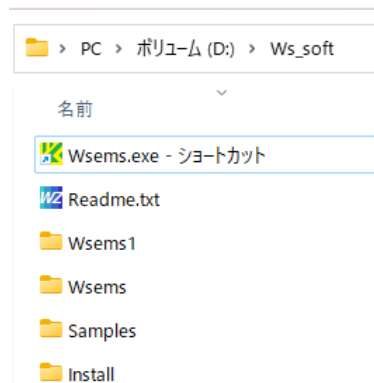 PC > ボリューム (D:) > Ws_soft
名前
Wsems.exe - ショートカット
WZ Readme.txt
Wsems1
Wsems
Samples
Install